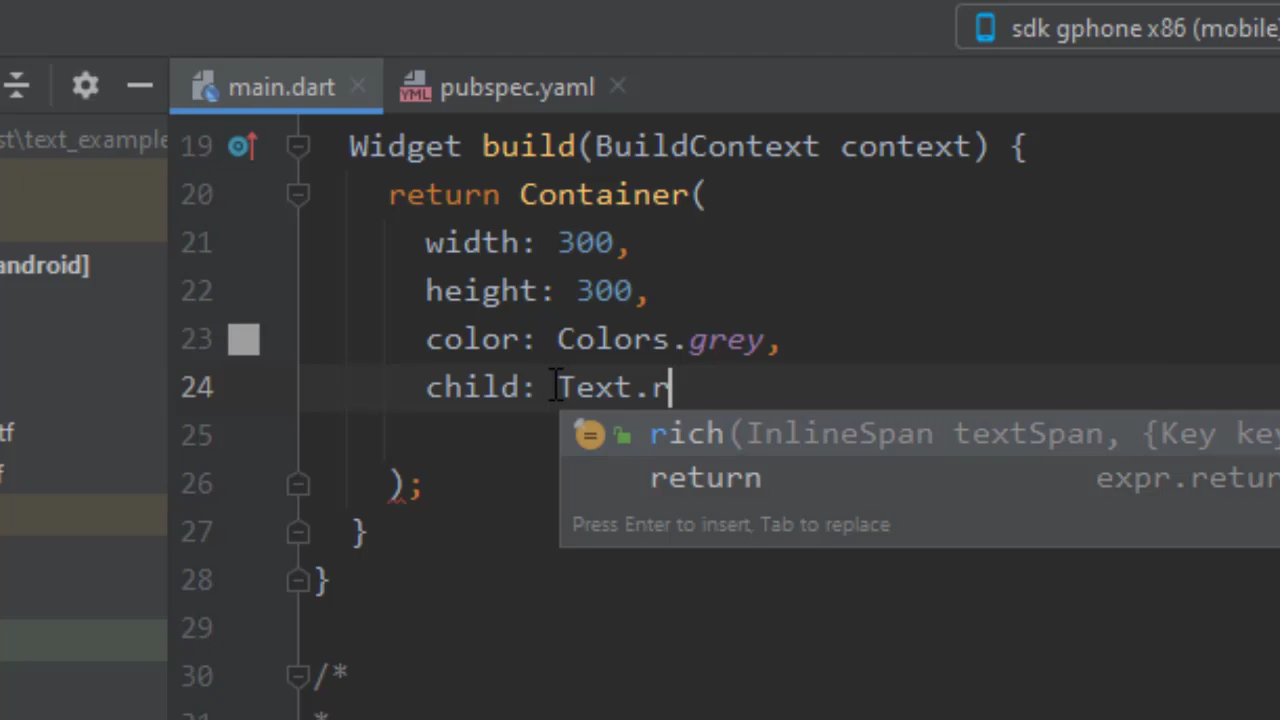 sdk gphone x86 (mobile
main.dart
pubspec.yaml
st\text_example
android]
19 Widget build(BuildContext context) {
20 return Container(
21 width: 300,
22 height: 300,
23 color: Colors.grey,
24 child: Text.r
rich(InlineSpan textSpan, {Key key
return expr.retur
Press Enter to insert, Tab to replace
25
26 );
27 }
28 }
29
30 /*
*
tf
f
YML